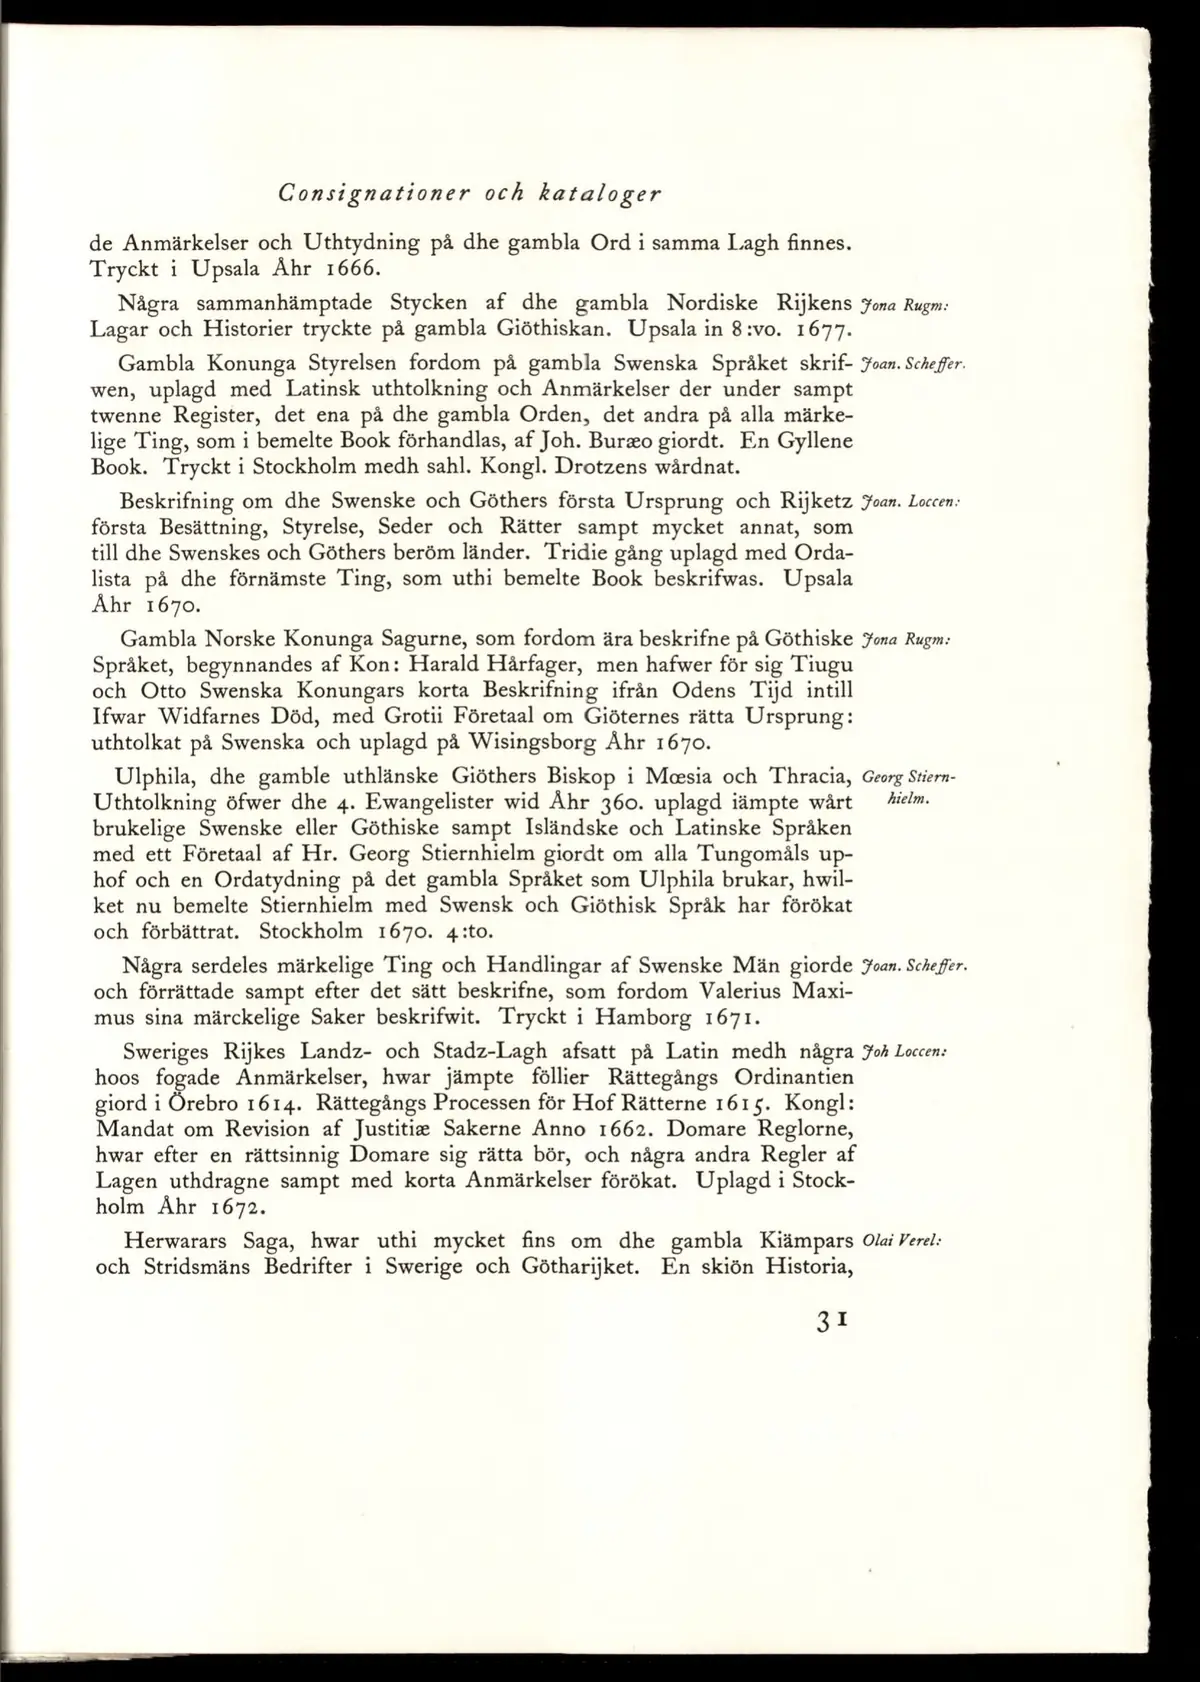 Consignationer och kataloger
de Anmärkelser och Uthtydning på dhe gambla Ord i samma Lagh finnes.
Tryckt i Upsala Åhr 1666.
Några sammanhämptade Stycken af dhe gambla Nordiske Rijkens Jona Rugm:
Lagar och Historier tryckte på gambla Giöthiskan. Upsala in 8:vo. 1677.
Gambla Konunga Styrelsen fordom på gambla Swenska Språket skrif- Joan. Scheffer.
wen, uplagd med Latinsk uthtolkning och Anmärkelser der under sampt
twenne Register, det ena på dhe gambla Orden, det andra på alla märke-
lige Ting, som i bemelte Book förhandlas, af Joh. Buræo giordt. En Gyllene
Book. Tryckt i Stockholm medh sahl. Kongl. Drotzens wårdnat.
Beskrifning om dhe Swenske och Göthers första Ursprung och Rijketz Joan. Loccen:
första Besättning, Styrelse, Seder och Rätter sampt mycket annat, som
till dhe Swenskes och Göthers beröm länder. Tridie gång uplagd med Orda-
lista på dhe förnämste Ting, som uthi bemelte Book beskrifwas. Upsala
Åhr 1670.
Gambla Norske Konunga Sagurne, som fordom ära beskrifne på Göthiske Jona Rugm:
Språket, begynnandes af Kon: Harald Hårfager, men hafwer för sig Tiugu
och Otto Swenska Konungars korta Beskrifning ifrån Odens Tijd intill
Ifwar Widfarnes Död, med Grotii Företaal om Giöternes rätta Ursprung:
uthtolkat på Swenska och uplagd på Wisingsborg Åhr 1670.
Ulphila, dhe gamble uthlänske Giöthers Biskop i Mœsia och Thracia, Georg Stiern-
Uthtolkning öfwer dhe 4. Ewangelister wid Åhr 360. uplagd iämpte wårt hielm.
brukelige Swenske eller Göthiske sampt Isländske och Latinske Språken
med ett Företaal af Hr. Georg Stiernhielm giordt om alla Tungomåls up-
hof och en Ordatydning på det gambla Språket som Ulphila brukar, hwil-
ket nu bemelte Stiernhielm med Swensk och Giöthisk Språk har förökat
och förbättrat. Stockholm 1670. 4:to.
Några serdeles märkelige Ting och Handlingar af Swenske Män giorde Joan. Scheffer.
och förrättade sampt efter det sätt beskrifne, som fordom Valerius Maxi-
mus sina märckelige Saker beskrifwit. Tryckt i Hamborg 1671.
Sweriges Rijkes Landz- och Stadz-Lagh afsatt på Latin medh några Joh Loccen:
hoos fogade Anmärkelser, hwar jämpte föllier Rättegångs Ordinantien
giord i Örebro 1614. Rättegångs Processen för Hof Rätterne 1615. Kongl:
Mandat om Revision af Justitiæ Sakerne Anno 1662. Domare Reglorne,
hwar efter en rättsinnig Domare sig rätta bör, och några andra Regler af
Lagen uthdragne sampt med korta Anmärkelser förökat. Uplagd i Stock-
holm Åhr 1672.
Herwarars Saga, hwar uthi mycket fins om dhe gambla Kiämpars Olai Verel:
och Stridsmäns Bedrifter i Swerige och Götharijket. En skiön Historia,
31